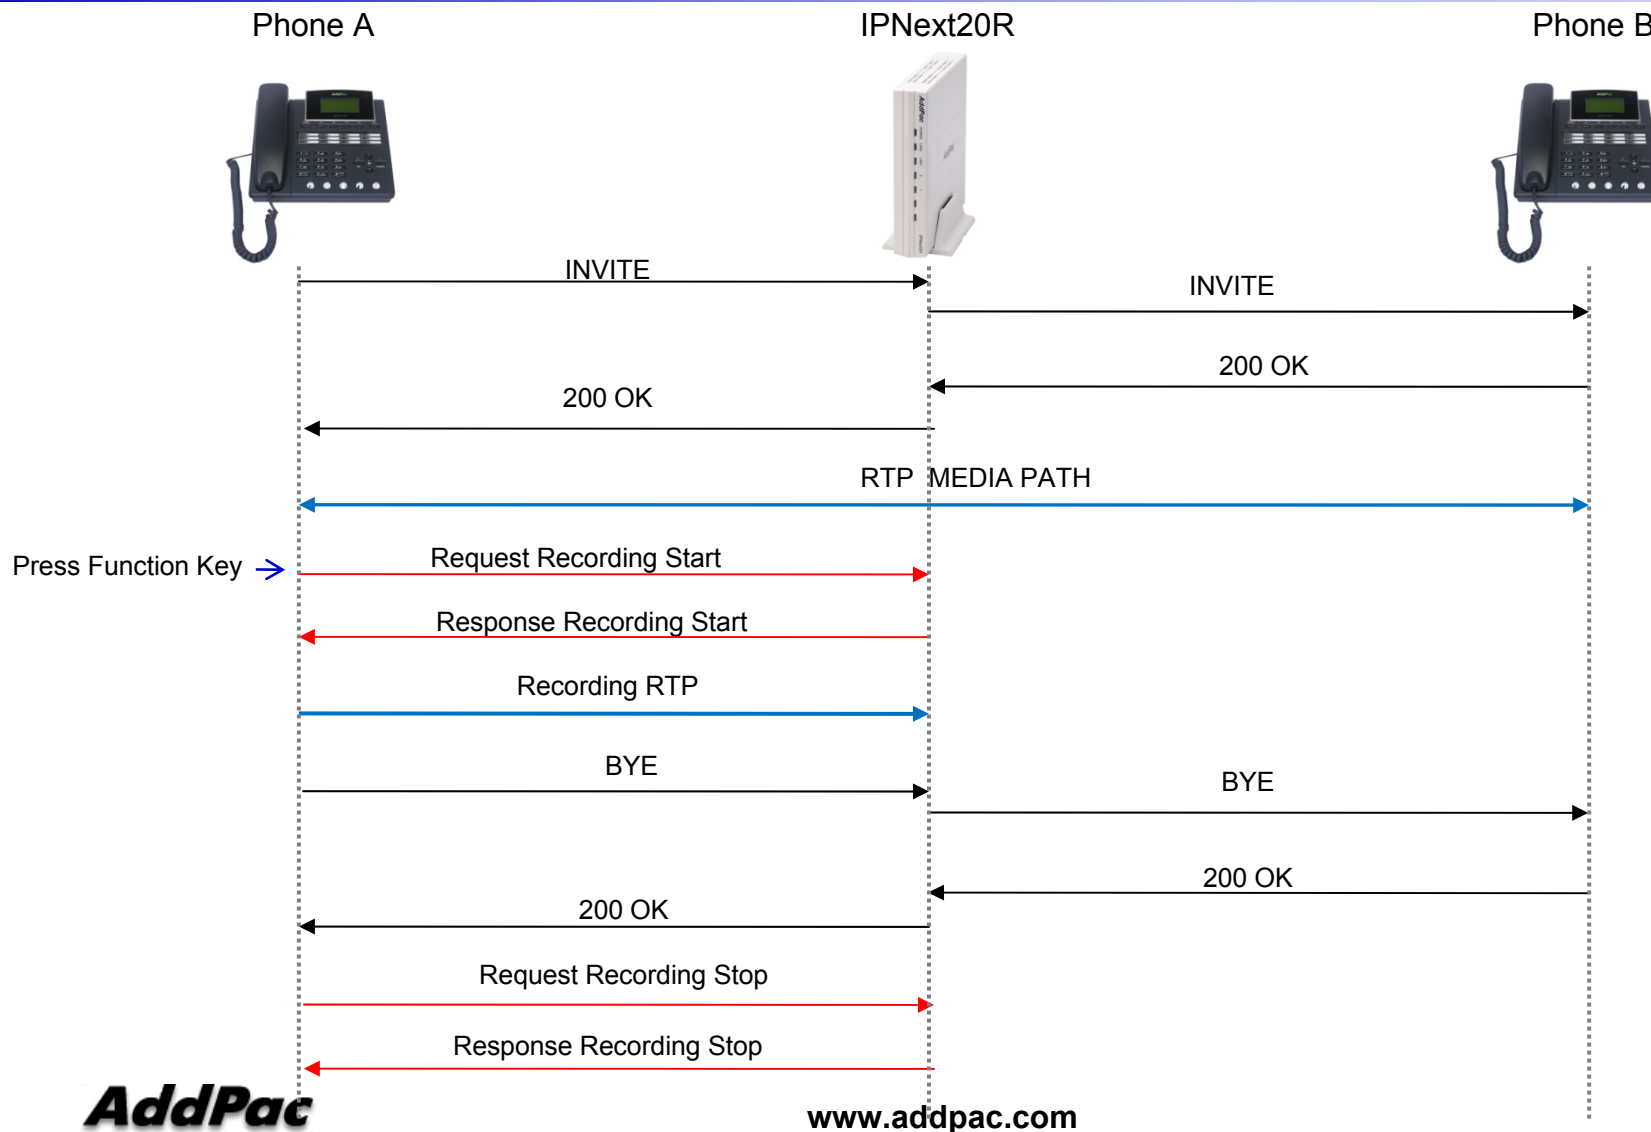 Phone A
IPNext20R
Phone B
INVITE
INVITE
200 OK
200 OK
RTP MEDIA PATH
Press Function Key
Request Recording Start
Response Recording Start
Recording RTP
BYE
BYE
200 OK
200 OK
Request Recording Stop
Response Recording Stop
AddPac
www.addpac.com